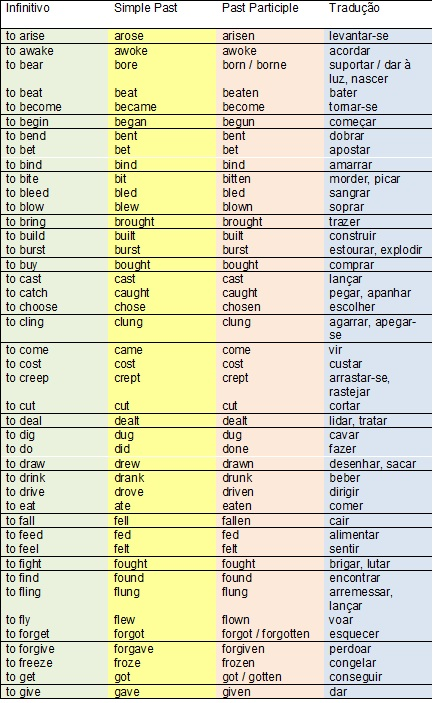 Infinitivo Simple Past Past Participle Tradução
to arise arose arisen levantar-se
to awake awoke awoke acordar
to bear bore born / borne suportar / dar à
luz, nascer
to beat beat beaten bater
to become became become tornar-se
to begin began begun começar
to bend bent bent dobrar
to bet bet bet apostar
to bind bind bind amarrar
to bite bit bitten morder, picar
to bleed bled bled sangrar
to blow blew blown soprar
to bring brought brought trazer
to build built built construir
to burst burst burst estourar, explodir
to buy bought bought comprar
to cast cast cast lançar
to catch caught caught pegar, apanhar
to choose chose chosen escolher
to cling clung clung agarrar, apegar-
se
to come came come vir
to cost cost cost custar
to creep crept crept arrastar-se,
rastejar
to cut cut cut cortar
to deal dealt dealt lidar, tratar
to dig dug dug cavar
to do did done fazer
to draw drew drawn desenhar, sacar
to drink drank drunk beber
to drive drove driven dirigir
to eat ate eaten comer
to fall fell fallen cair
to feed fed fed alimentar
to feel felt felt sentir
to fight fought fought brigar, lutar
to find found found encontrar
to fling flung flung arremessar,
lançar
to fly flew flown voar
to forget forgot forgot / forgotten esquecer
to forgive forgave forgiven perdoar
to freeze froze frozen congelar
to get got got / gotten conseguir
to give gave given dar